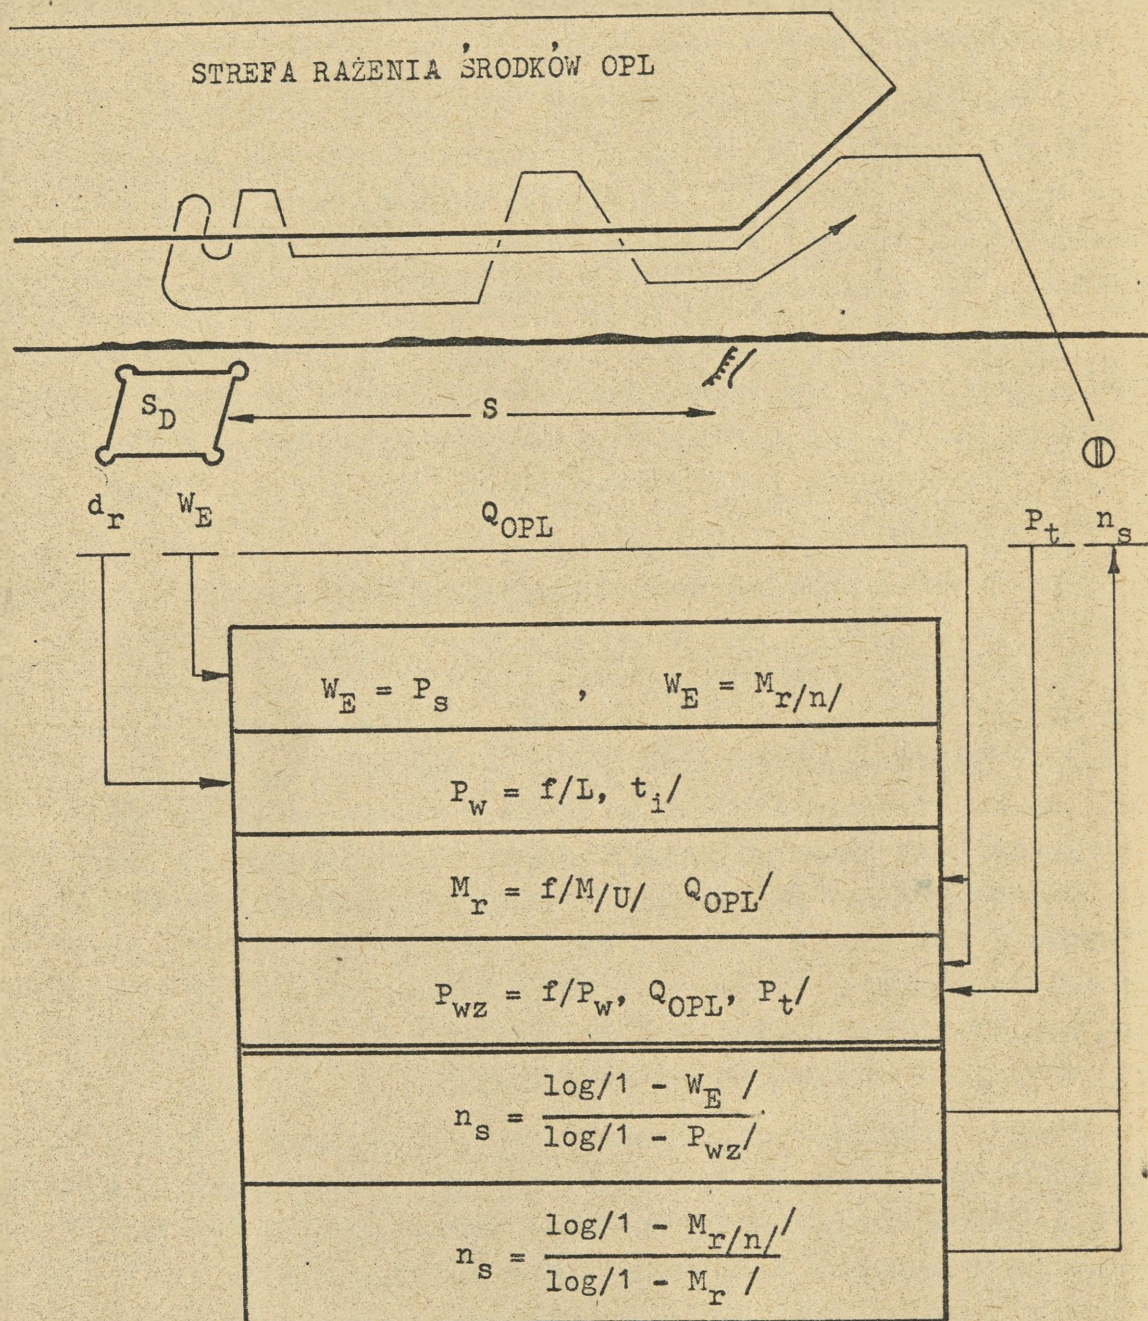 STREFA RAŻENIA ŚRODKÓW OPL
S_D
S
d_r W_E Q_OPL P_t n_s
W_E = P_s , W_E = M_r/n/
P_w = f/L, t_i/
M_r = f/M/U/ Q_OPL/
P_wz = f/P_w, Q_OPL, P_t/
n_s = log/1 - W_E / / log/1 - P_wz/
n_s = log/1 - M_r/n// / log/1 - M_r /